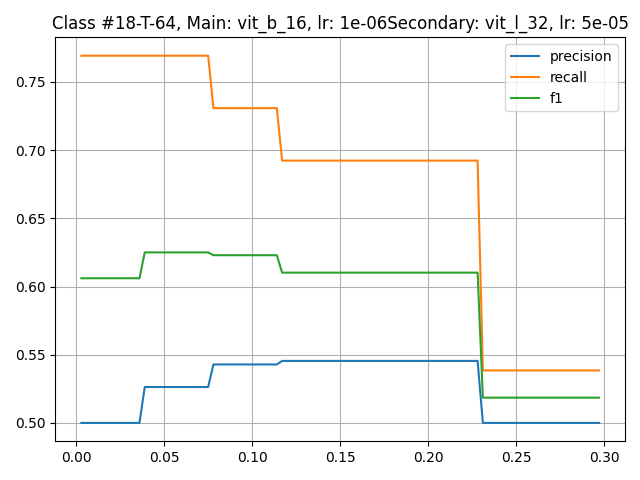 Class #18-T-64, Main: vit_b_16, lr: 1e-06Secondary: vit_l_32, lr: 5e-05
precision
recall
f1
0.75
0.70
0.65
0.60
0.55
0.50
0.00 0.05 0.10 0.15 0.20 0.25 0.30